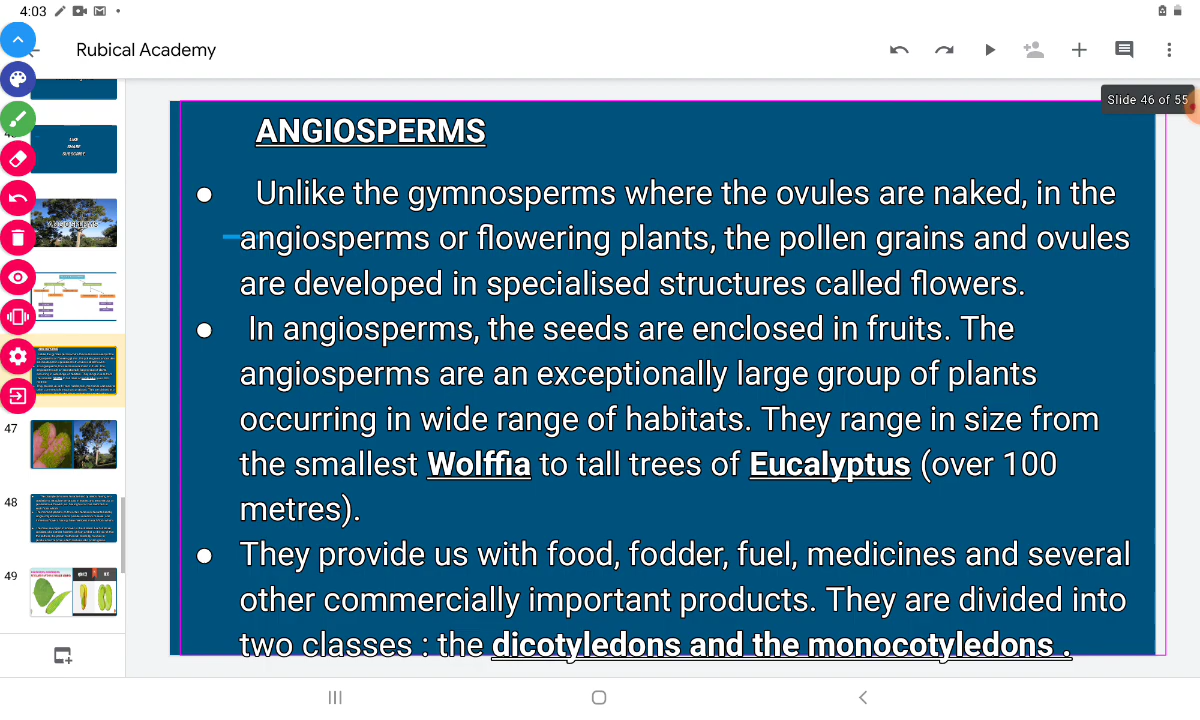 4:03
Rubical Academy
Slide 46 of 55
ANGIOSPERMS
● Unlike the gymnosperms where the ovules are naked, in the
angiosperms or flowering plants, the pollen grains and ovules
are developed in specialised structures called flowers.
● In angiosperms, the seeds are enclosed in fruits. The
angiosperms are an exceptionally large group of plants
occurring in wide range of habitats. They range in size from
the smallest Wolffia to tall trees of Eucalyptus (over 100
metres).
● They provide us with food, fodder, fuel, medicines and several
other commercially important products. They are divided into
two classes : the dicotyledons and the monocotyledons .
LIKE
SHARE
SUBSCRIBE
ANGIOSPERMS
47
48
49